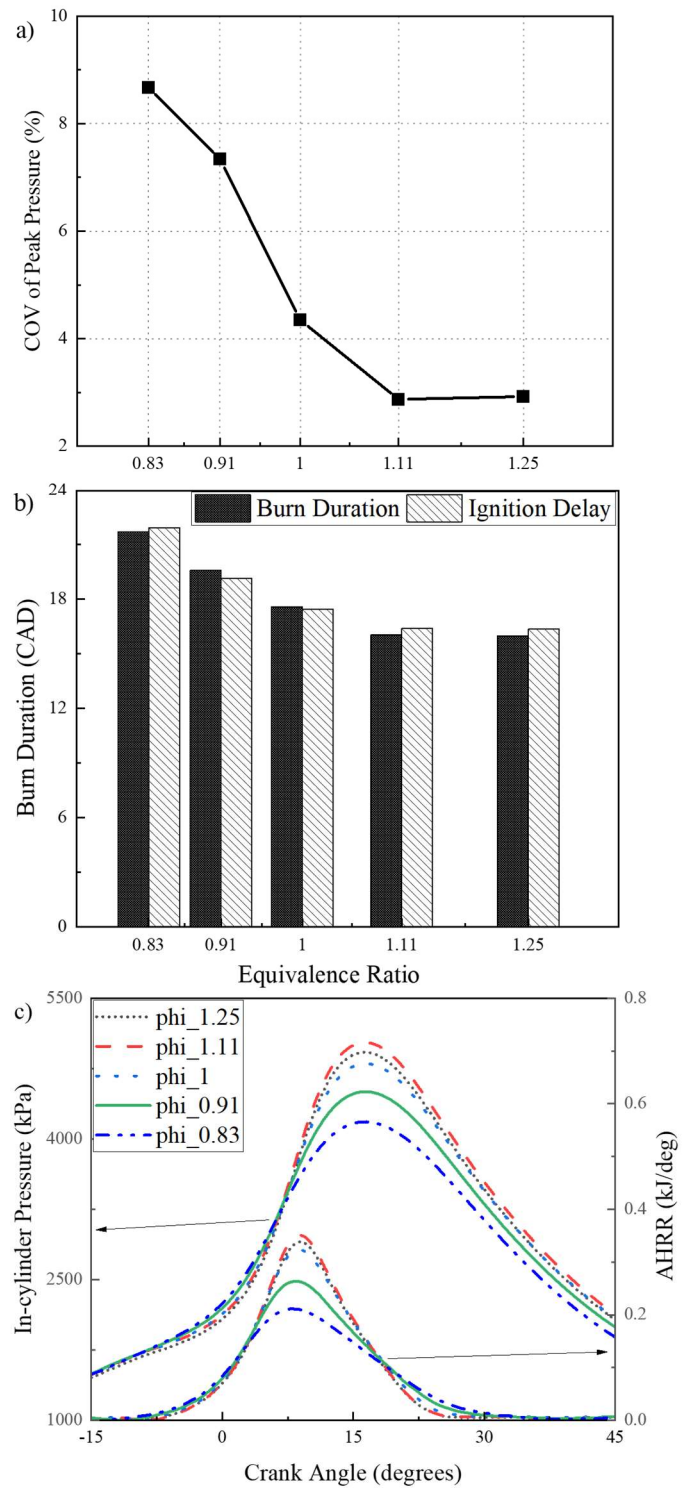 a)
10
8
6
4
2
COV of Peak Pressure (%)
0.83 0.91 1 1.11 1.25
b)
24
18
12
6
0
Burn Duration (CAD)
Burn Duration Ignition Delay
0.83 0.91 1 1.11 1.25
Equivalence Ratio
c)
5500
4000
2500
1000
In-cylinder Pressure (kPa)
phi_1.25
phi_1.11
phi_1
phi_0.91
phi_0.83
0.8
0.6
0.4
0.2
0.0
AHRR (kJ/deg)
-15 0 15 30 45
Crank Angle (degrees)